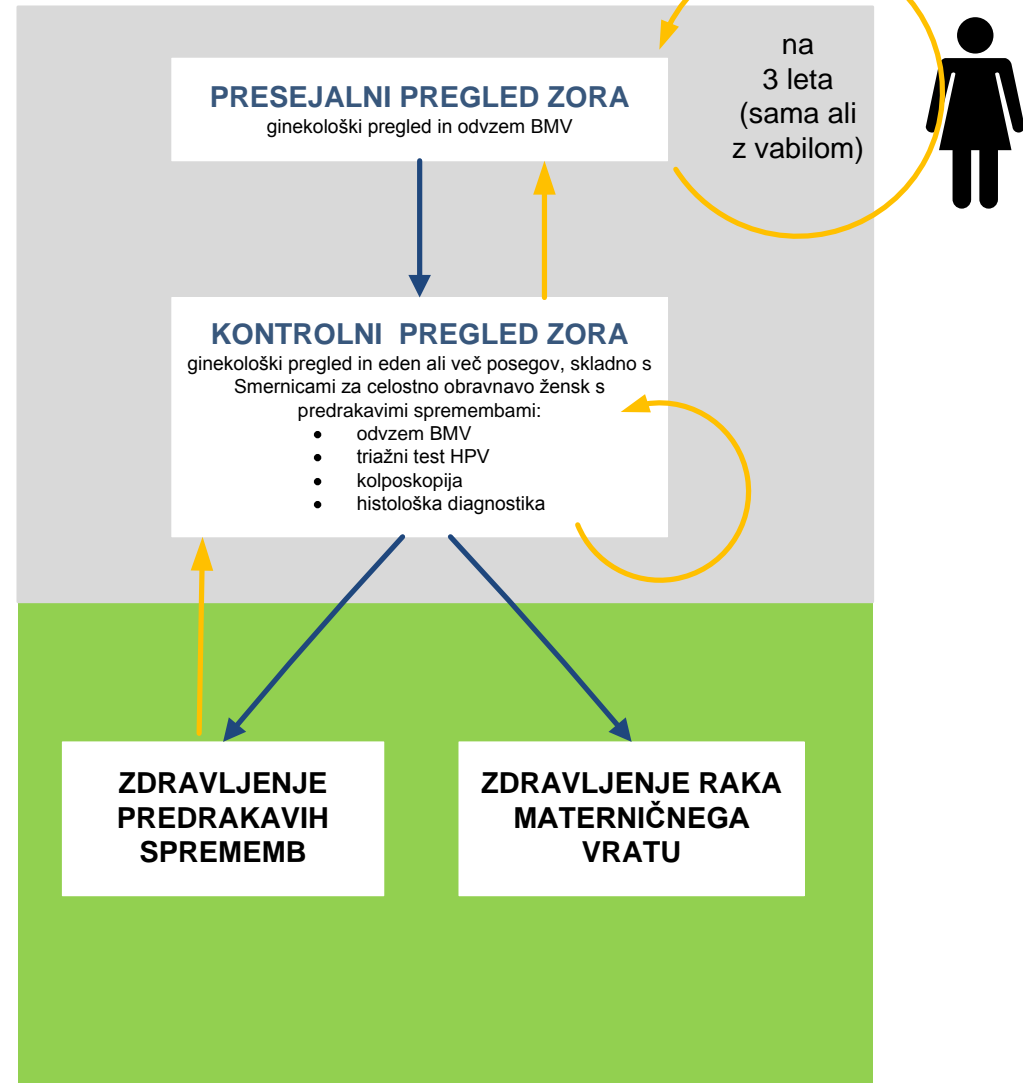 PRESEJALNI PREGLED ZORA
ginekološki pregled in odvzem BMV
na
3 leta
(sama ali
z vabilom)
KONTROLNI PREGLED ZORA
ginekološki pregled in eden ali več posegov, skladno s
Smernicami za celostno obravnavo žensk s
predrakavimi spremembami:
• odvzem BMV
• triažni test HPV
• kolposkopija
• histološka diagnostika
ZDRAVLJENJE
PREDRAKAVIH
SPREMEMB
ZDRAVLJENJE RAKA
MATERNIČNEGA
VRATU